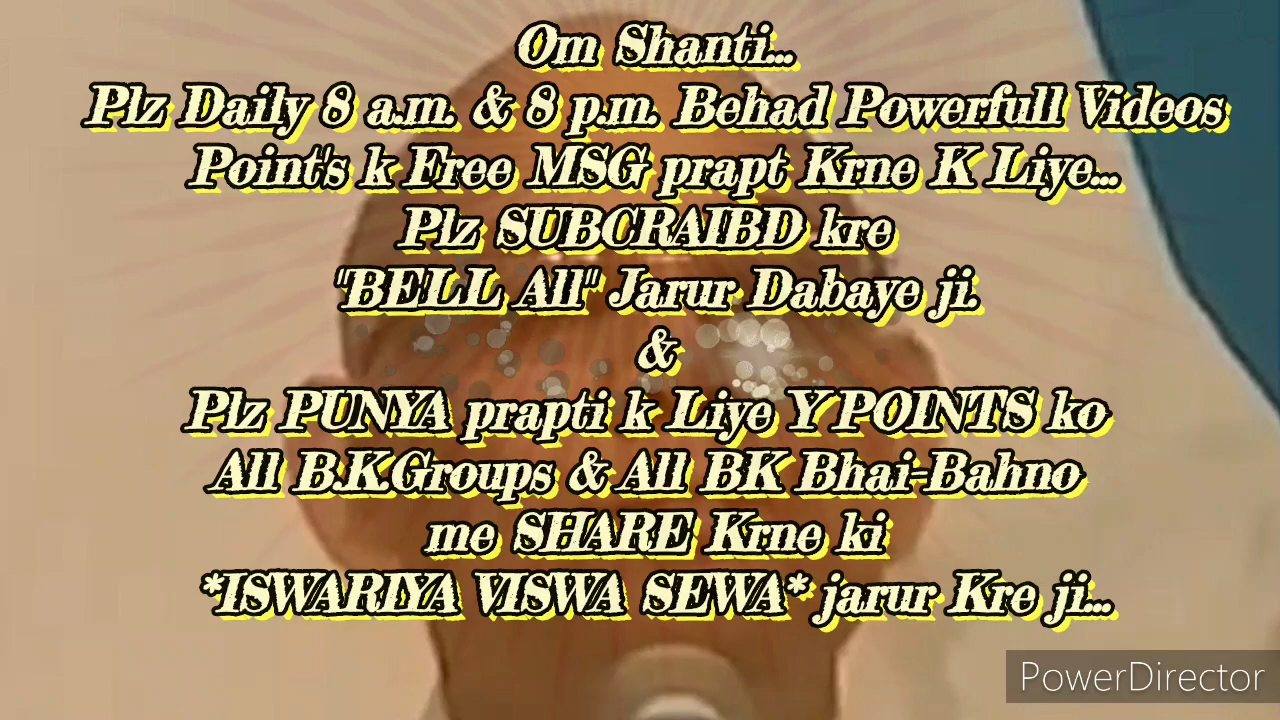 Om Shanti...
Plz Daily 8 a.m. & 8 p.m. Behad Powerfull Videos
Point's k Free MSG prapt Krne K Liye...
Plz SUBCRAIBD kre
"BELL All" Jarur Dabaye ji.
&
Plz PUNYA prapti k Liye Y POINT'S ko
All B.K.Groups & All BK Bhai-Bahno
me SHARE Krne ki
*ISWARIYA VISWA SEWA* jarur Kre ji...
PowerDirector